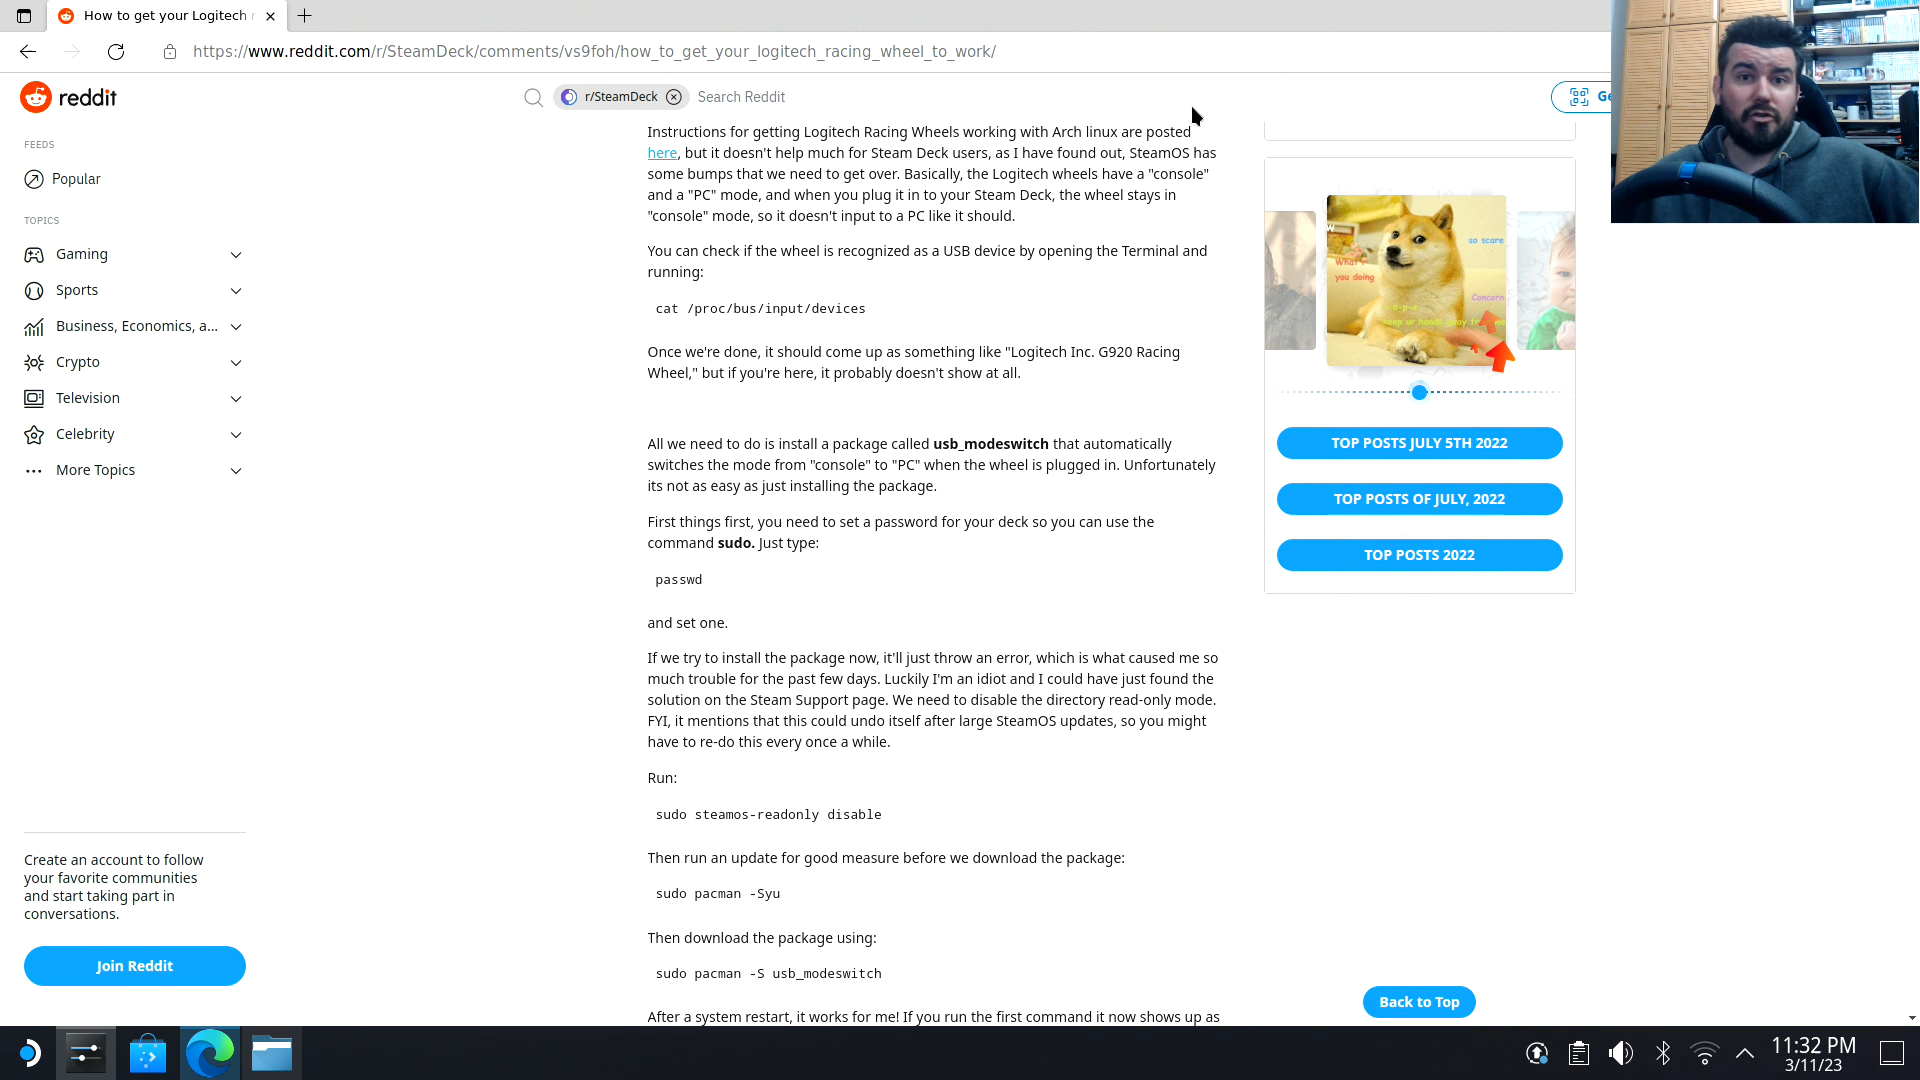 How to get your Logitech r
https://www.reddit.com/r/SteamDeck/comments/vs9foh/how_to_get_your_logitech_racing_wheel_to_work/
reddit
r/SteamDeck
Search Reddit
Ge
FEEDS
Popular
TOPICS
Gaming
Sports
Business, Economics, a...
Crypto
Television
Celebrity
More Topics
Create an account to follow
your favorite communities
and start taking part in
conversations.
Join Reddit
Instructions for getting Logitech Racing Wheels working with Arch linux are posted
here, but it doesn't help much for Steam Deck users, as I have found out, SteamOS has
some bumps that we need to get over. Basically, the Logitech wheels have a "console"
and a "PC" mode, and when you plug it in to your Steam Deck, the wheel stays in
"console" mode, so it doesn't input to a PC like it should.
You can check if the wheel is recognized as a USB device by opening the Terminal and
running:
cat /proc/bus/input/devices
Once we're done, it should come up as something like "Logitech Inc. G920 Racing
Wheel," but if you're here, it probably doesn't show at all.
All we need to do is install a package called usb_modeswitch that automatically
switches the mode from "console" to "PC" when the wheel is plugged in. Unfortunately
its not as easy as just installing the package.
First things first, you need to set a password for your deck so you can use the
command sudo. Just type:
passwd
and set one.
If we try to install the package now, it'll just throw an error, which is what caused me so
much trouble for the past few days. Luckily I'm an idiot and I could have just found the
solution on the Steam Support page. We need to disable the directory read-only mode.
FYI, it mentions that this could undo itself after large SteamOS updates, so you might
have to re-do this every once a while.
Run:
sudo steamos-readonly disable
Then run an update for good measure before we download the package:
sudo pacman -Syu
Then download the package using:
sudo pacman -S usb_modeswitch
After a system restart, it works for me! If you run the first command it now shows up as
so scare
What r
you doing
Concern
TOP POSTS JULY 5TH 2022
TOP POSTS OF JULY, 2022
TOP POSTS 2022
Back to Top
11:32 PM
3/11/23